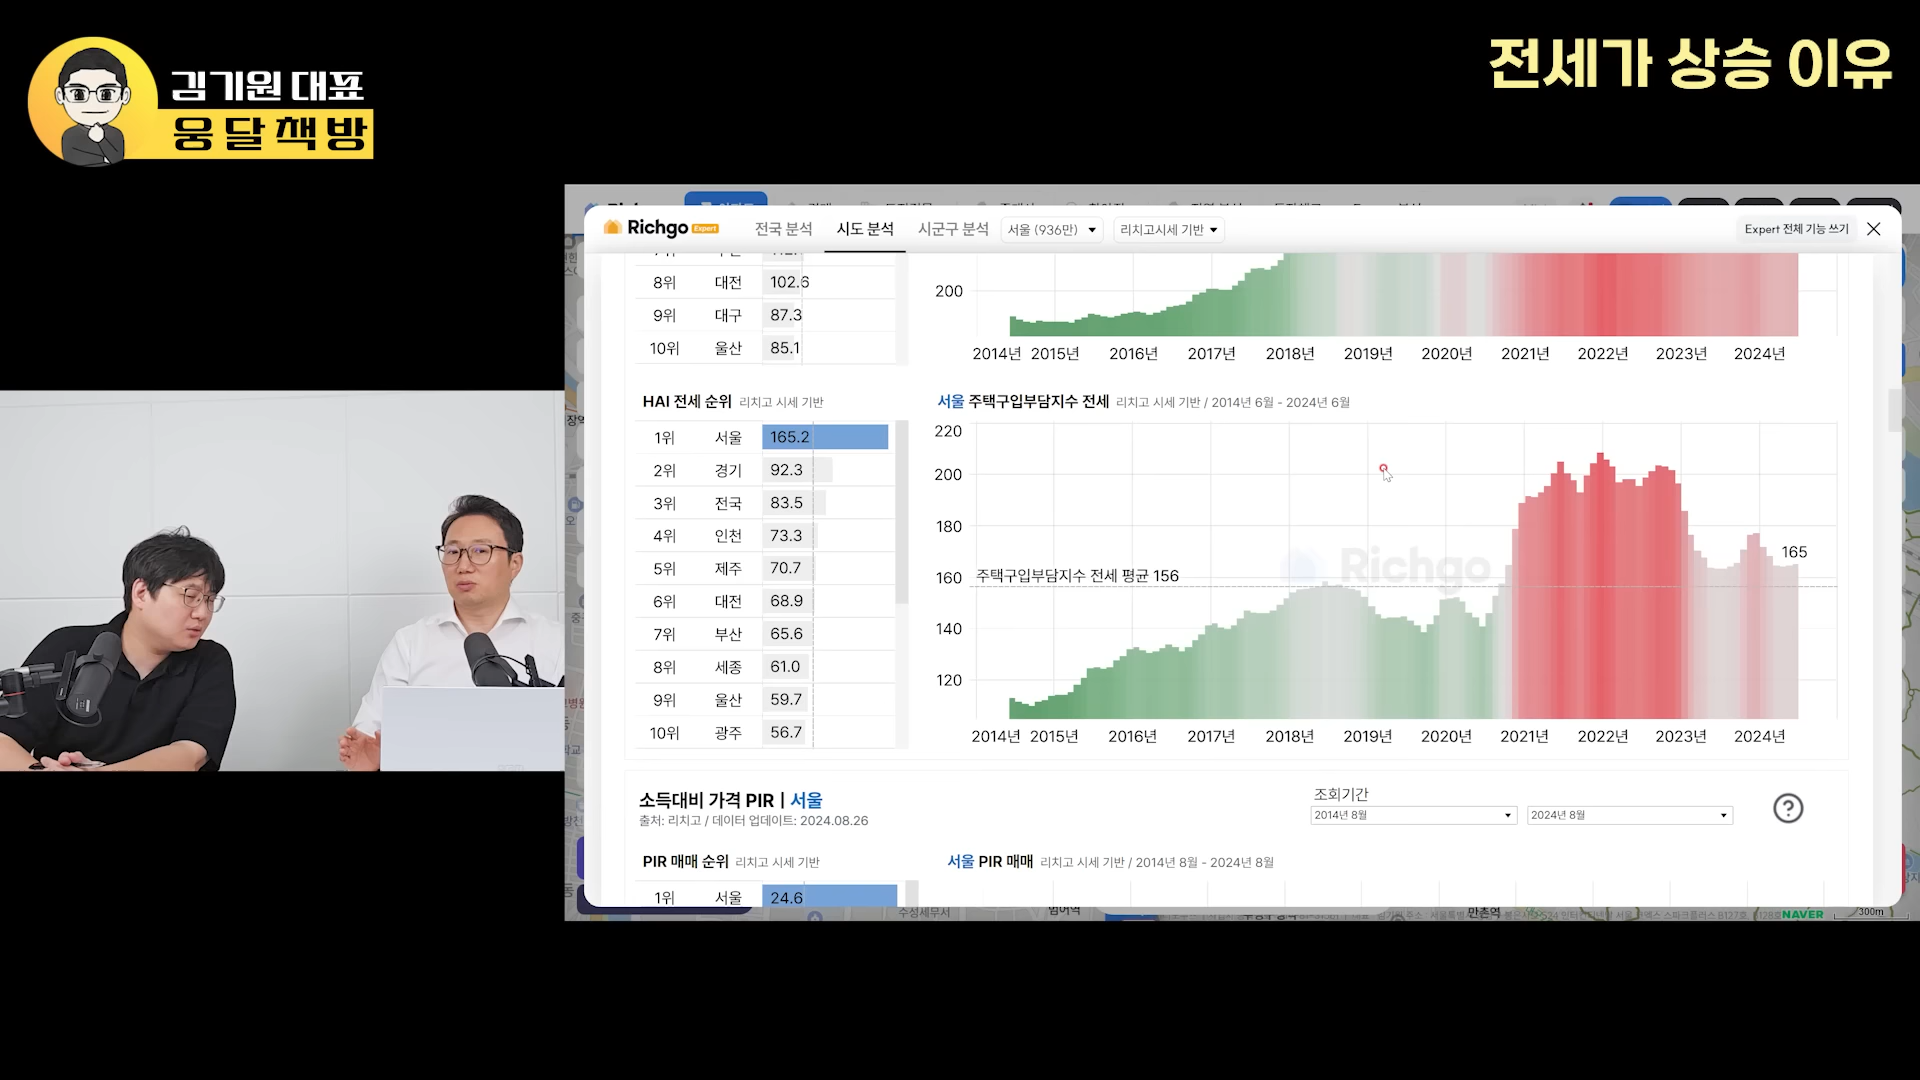 김기원 대표
웅달책방
전세가 상승 이유
Richgo Expert
전국 분석
시도 분석
시군구 분석
서울 (936만)
리치고시세 기반
Expert 전체 기능 쓰기
8위 대전 102.6
9위 대구 87.3
10위 울산 85.1
200
2014년 2015년 2016년 2017년 2018년 2019년 2020년 2021년 2022년 2023년 2024년
HAI 전세 순위 리치고 시세 기반
1위 서울 165.2
2위 경기 92.3
3위 전국 83.5
4위 인천 73.3
5위 제주 70.7
6위 대전 68.9
7위 부산 65.6
8위 세종 61.0
9위 울산 59.7
10위 광주 56.7
서울 주택구입부담지수 전세 리치고 시세 기반 / 2014년 6월 - 2024년 6월
220
200
180
160
140
120
주택구입부담지수 전세 평균 156
Richgo
165
2014년 2015년 2016년 2017년 2018년 2019년 2020년 2021년 2022년 2023년 2024년
소득대비 가격 PIR | 서울
출처: 리치고 / 데이터 업데이트: 2024.08.26
조회기간
2014년 8월
2024년 8월
?
PIR 매매 순위 리치고 시세 기반
1위 서울 24.6
서울 PIR 매매 리치고 시세 기반 / 2014년 8월 - 2024년 8월
수성세무서
범어역
만촌역
NAVER
300m